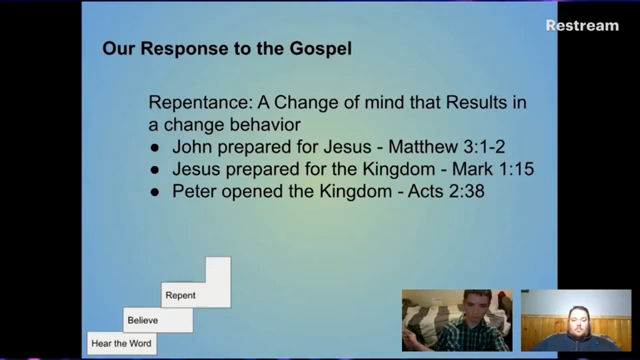 Restream
Our Response to the Gospel
Repentance: A Change of mind that Results in
a change behavior
● John prepared for Jesus - Matthew 3:1-2
● Jesus prepared for the Kingdom - Mark 1:15
● Peter opened the Kingdom - Acts 2:38
Repent
Believe
Hear the Word